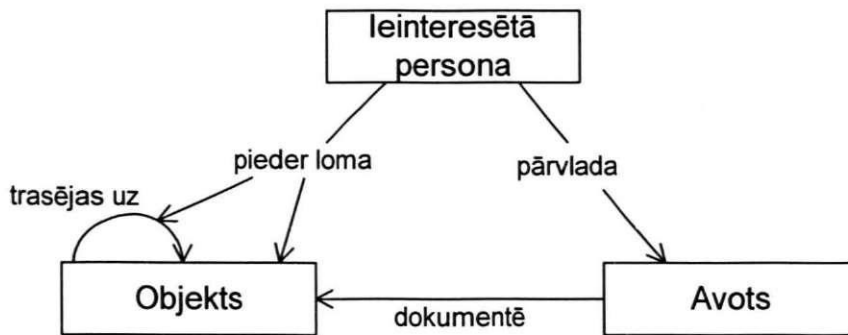 Ieinteresētā
persona
pieder loma
pārvlada
trasējas uz
Objekts
dokumentē
Avots